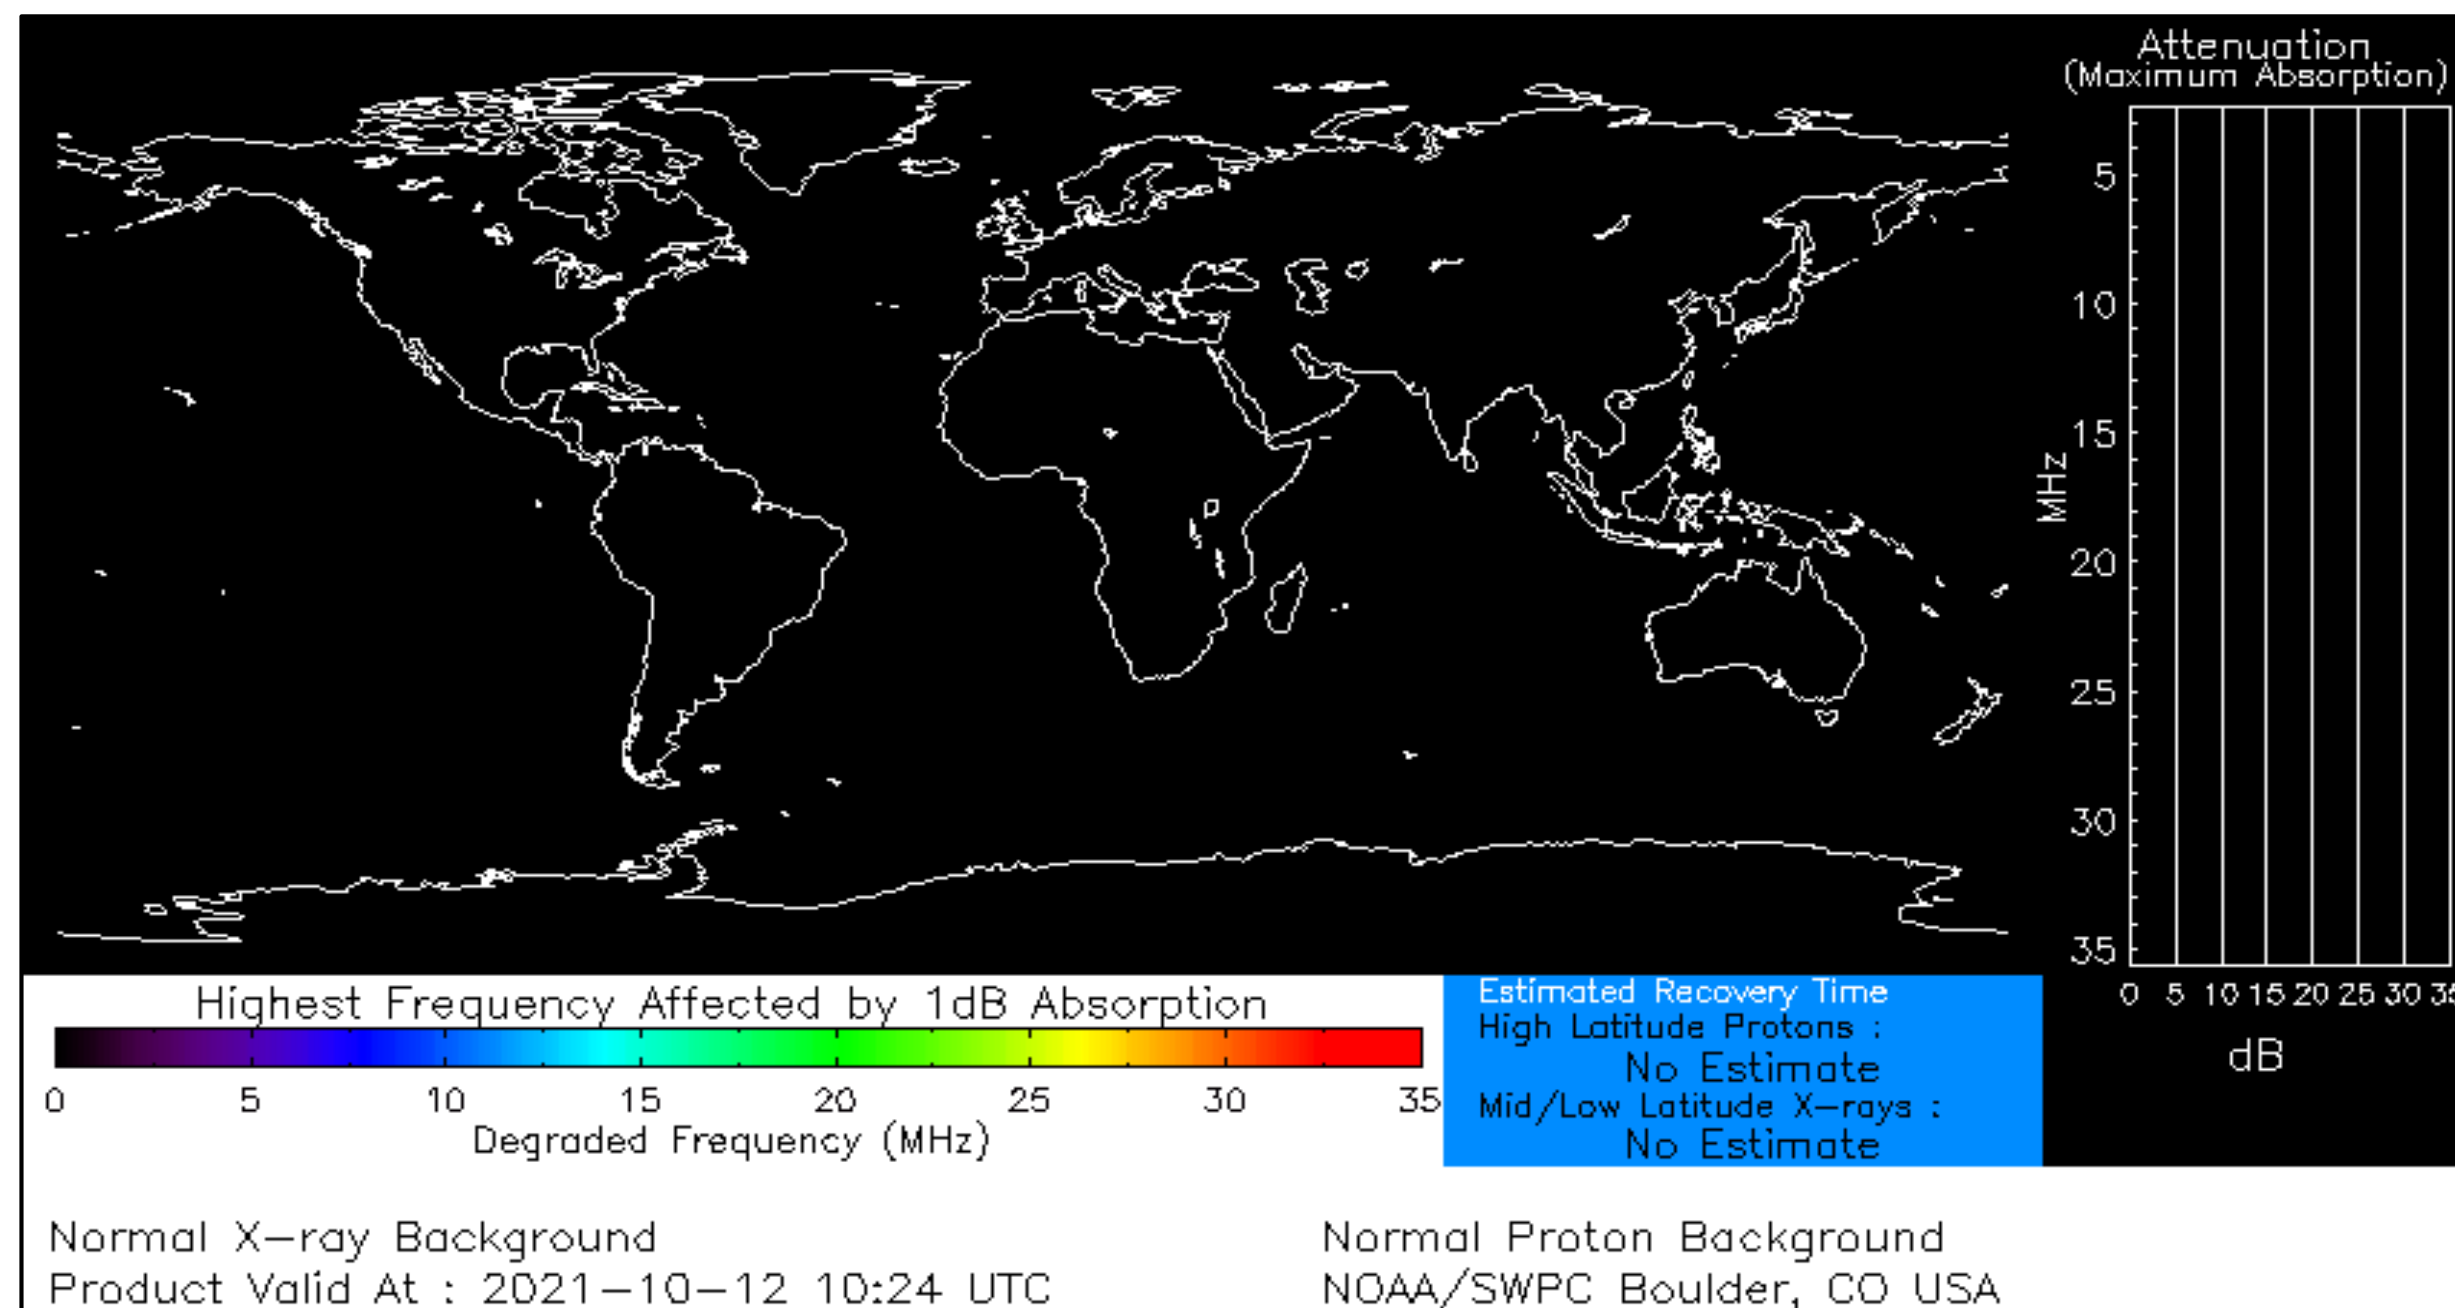 Attenuation
(Maximum Absorption)
5
10
15
20
25
30
35
MHz
0 5 10 15 20 25 30
dB
Highest Frequency Affected by 1dB Absorption
0 5 10 15 20 25 30 35
Degraded Frequency (MHz)
Estimated Recovery Time
High Latitude Protons :
No Estimate
Mid/Low Latitude X-rays :
No Estimate
Normal X-ray Background
Normal Proton Background
Product Valid At : 2021-10-12 10:24 UTC
NOAA/SWPC Boulder, CO USA